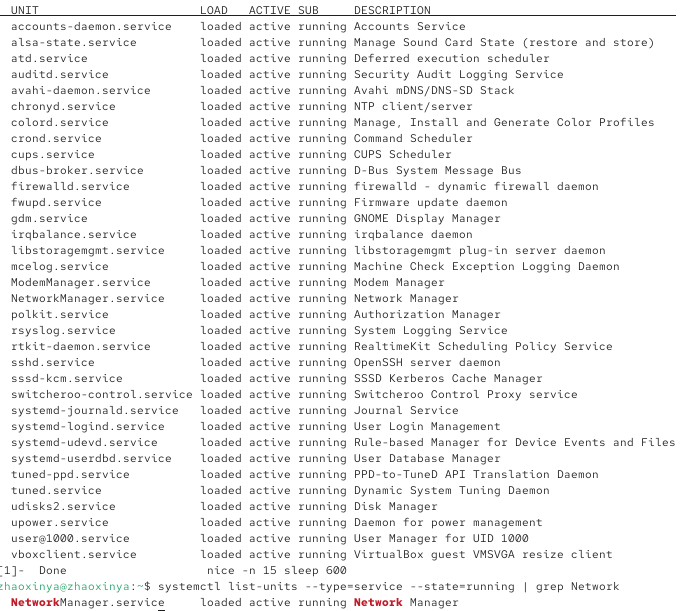 UNIT LOAD ACTIVE SUB DESCRIPTION
accounts-daemon.service loaded active running Accounts Service
alsa-state.service loaded active running Manage Sound Card State (restore and store)
atd.service loaded active running Deferred execution scheduler
auditd.service loaded active running Security Audit Logging Service
avahi-daemon.service loaded active running Avahi mDNS/DNS-SD Stack
chronyd.service loaded active running NTP client/server
colord.service loaded active running Manage, Install and Generate Color Profiles
crond.service loaded active running Command Scheduler
cups.service loaded active running CUPS Scheduler
dbus-broker.service loaded active running D-Bus System Message Bus
firewalld.service loaded active running firewalld - dynamic firewall daemon
fwupd.service loaded active running Firmware update daemon
gdm.service loaded active running GNOME Display Manager
irqbalance.service loaded active running irqbalance daemon
libstoragemgmt.service loaded active running libstoragemgmt plug-in server daemon
mcelog.service loaded active running Machine Check Exception Logging Daemon
ModemManager.service loaded active running Modem Manager
NetworkManager.service loaded active running Network Manager
polkit.service loaded active running Authorization Manager
rsyslog.service loaded active running System Logging Service
rtkit-daemon.service loaded active running RealtimeKit Scheduling Policy Service
sshd.service loaded active running OpenSSH server daemon
sssd-kcm.service loaded active running SSSD Kerberos Cache Manager
switcheroo-control.service loaded active running Switcheroo Control Proxy service
systemd-journald.service loaded active running Journal Service
systemd-logind.service loaded active running User Login Management
systemd-udevd.service loaded active running Rule-based Manager for Device Events and Files
systemd-userdbd.service loaded active running User Database Manager
tuned-ppd.service loaded active running PPD-to-TuneD API Translation Daemon
tuned.service loaded active running Dynamic System Tuning Daemon
udisks2.service loaded active running Disk Manager
upower.service loaded active running Daemon for power management
user@1000.service loaded active running User Manager for UID 1000
vboxclient.service loaded active running VirtualBox guest VMSVGA resize client
[1]- Done nice -n 15 sleep 600
zhaoxinya@zhaoxinya:~$ systemctl list-units --type=service --state=running | grep Network
NetworkManager.service loaded active running Network Manager